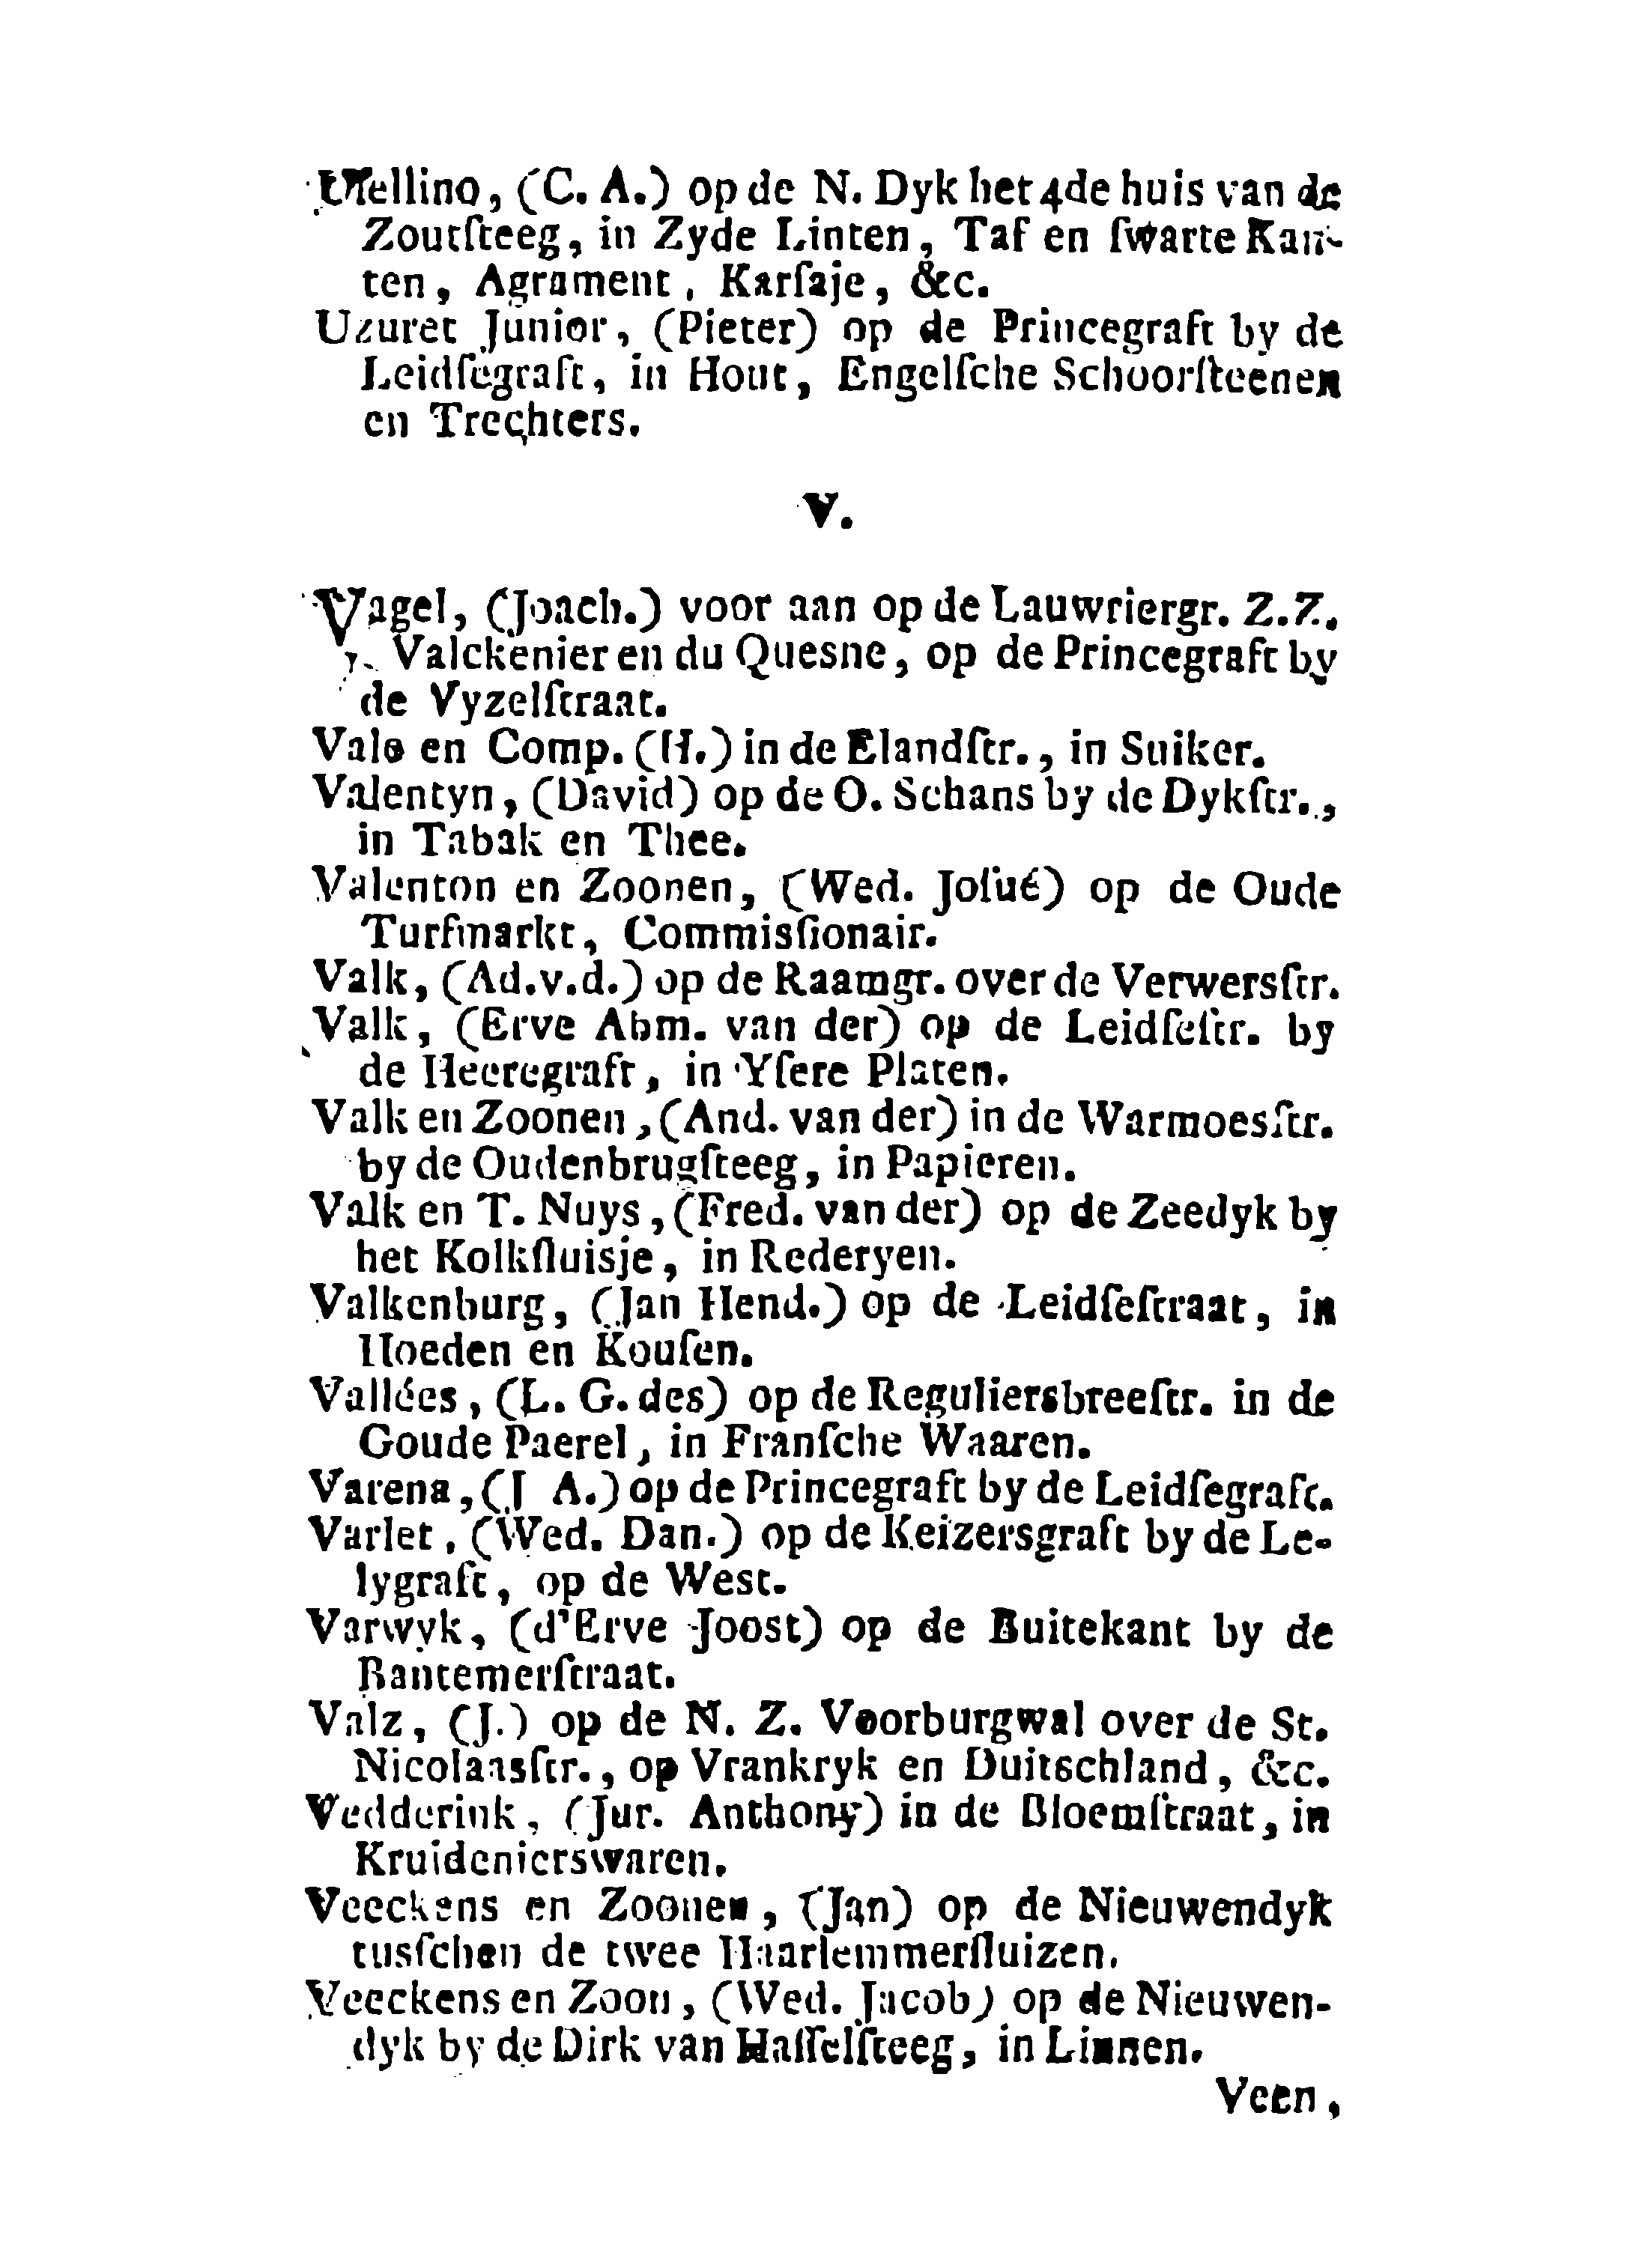 Utellino, (C. A.) op de N. Dyk het 4de huis van de
Zoutſteeg, in Zyde Linten, Taf en ſwarte Kan-
ten, Agrament, Karſaje, &c.
Uzuret Junior, (Pieter) op de Princegraft by de
Leidſegraft, in Hout, Engelſche Schoorſteenen
en Trechters.
V.
Vagel, (Joach.) voor aan op de Lauwriergr. Z.Z.
Valckenier en du Quesne, op de Princegraft by
de Vyzelſtraat.
Vale en Comp. (H.) in de Elandſtr., in Suiker.
Valentyn, (David) op de O. Schans by de Dykſtr.,
in Tabak en Thee.
Valenton en Zoonen, (Wed. Joſué) op de Oude
Turfmarkt, Commisſionair.
Valk, (Ad.v.d.) op de Raamgr. over de Verwersſtr.
Valk, (Erve Abm. van der) op de Leidſeſtr. by
de Heeregraft, in Yſere Platen.
Valk en Zoonen, (And. van der) in de Warmoesſtr.
by de Oudenbrugſteeg, in Papieren.
Valk en T. Nuys, (Fred. van der) op de Zeedyk by
het Kolkſluisje, in Rederyen.
Valkenburg, (Jan Hend.) op de Leidſeſtraat, in
Hoeden en Kouſen.
Vallées, (L. G. des) op de Reguliersbreeſtr. in de
Goude Paerel, in Franſche Waaren.
Varena, (J A.) op de Princegraft by de Leidſegraft.
Varlet, (Wed. Dan.) op de Keizersgraft by de Le-
lygraft, op de West.
Varwyk, (d'Erve Joost) op de Buitekant by de
Bantemerſtraat.
Valz, (J.) op de N. Z. Voorburgwal over de St.
Nicolaasſtr., op Vrankryk en Duitschland, &c.
Vedderink, (Jur. Anthony) in de Bloemſtraat, in
Kruidenierswaren.
Veeckens en Zoonen, (Jan) op de Nieuwendyk
tusſchen de twee Haarlemmerſluizen.
Veeckens en Zoon, (Wed. Jacob) op de Nieuwen-
dyk by de Dirk van Haſſelſteeg, in Linnen.
Veen,